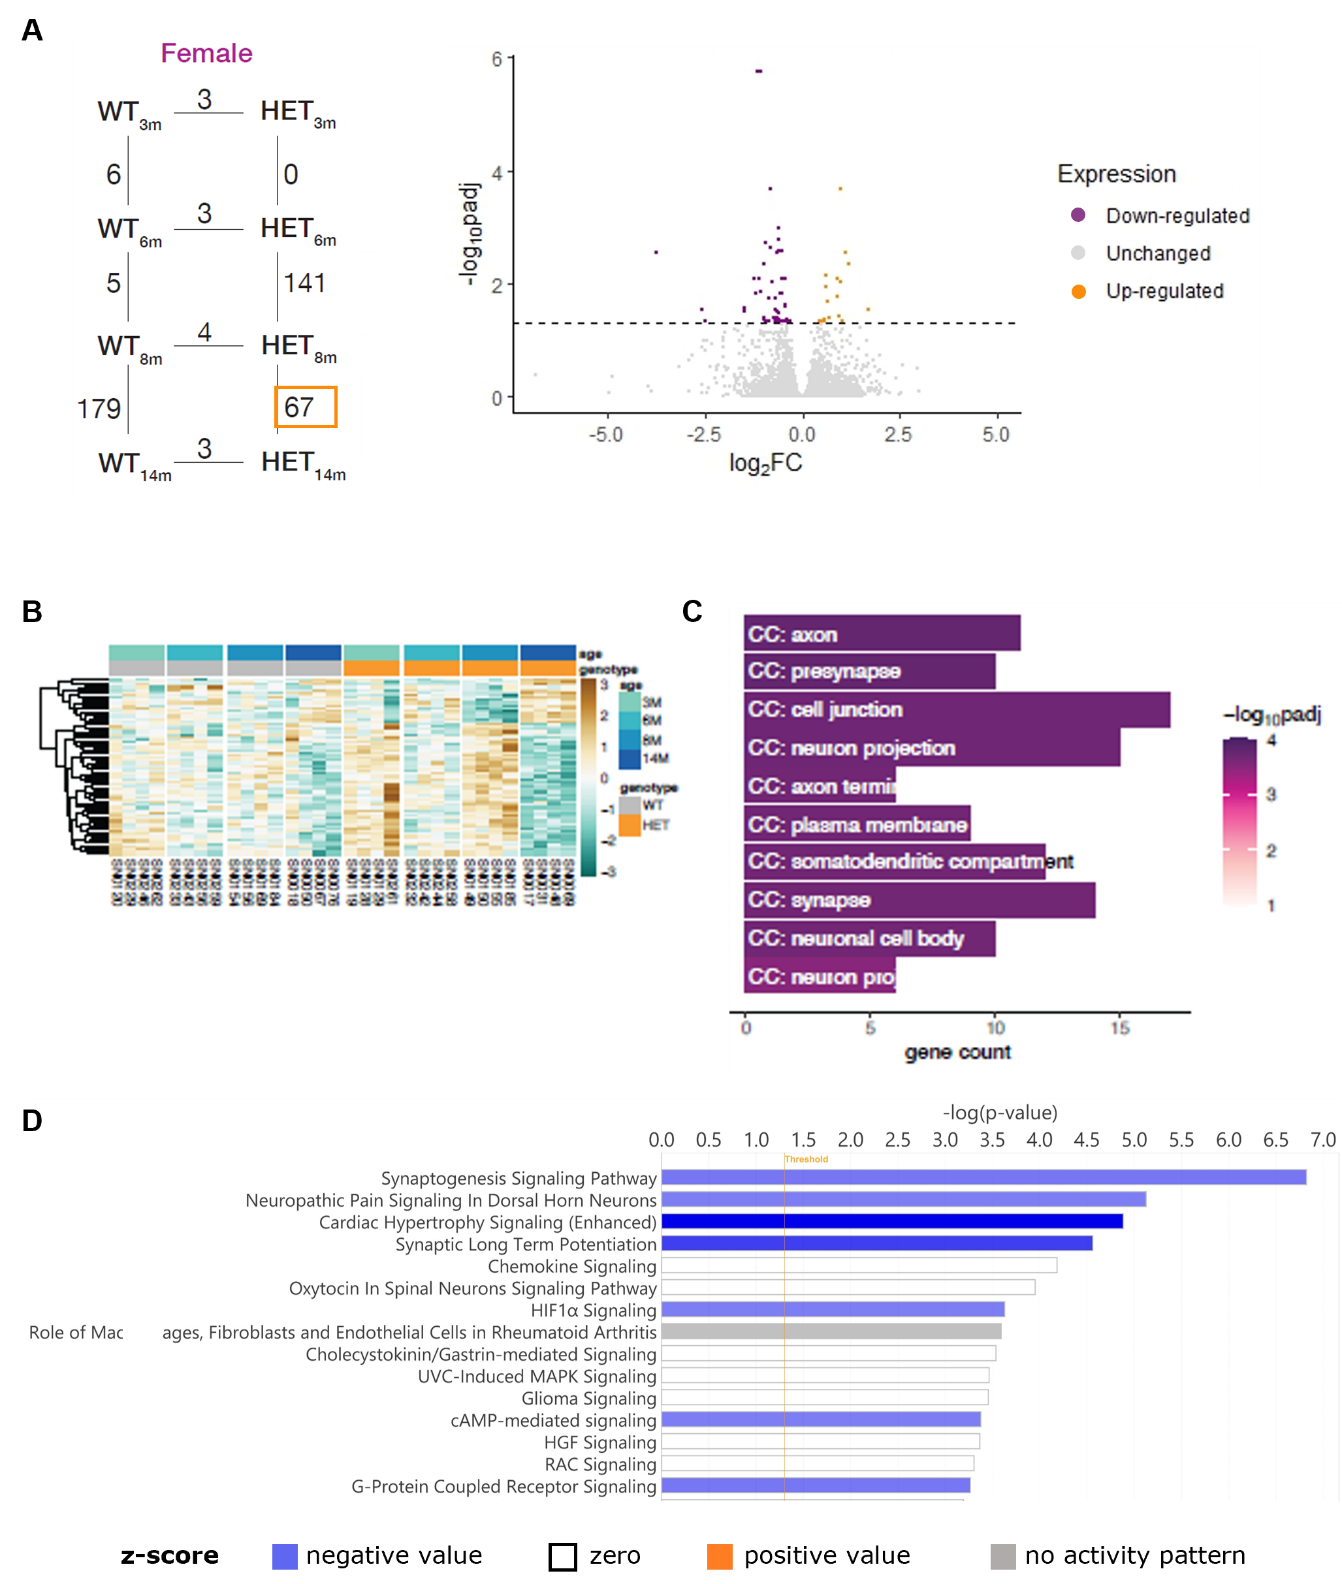 A
Female
WT3m 3 HET3m
6 0
WT6m 3 HET6m
5 141
WT8m 4 HET8m
179 67
WT14m 3 HET14m
6
4
2
0
-log10padj
-5.0 -2.5 0.0 2.5 5.0
log2FC
Expression
Down-regulated
Unchanged
Up-regulated
B
age
genotype
3
2
1
0
−1
−2
−3
age
3M
6M
8M
14M
genotype
WT
HET
C
CC: axon
CC: presynapse
CC: cell junction
CC: neuron projection
CC: axon termin
CC: plasma membrane
CC: somatodendritic compartment
CC: synapse
CC: neuronal cell body
CC: neuron proj
0 5 10 15
gene count
−log10padj
4
3
2
1
D
-log(p-value)
0.0 0.5 1.0 1.5 2.0 2.5 3.0 3.5 4.0 4.5 5.0 5.5 6.0 6.5 7.0
Threshold
Synaptogenesis Signaling Pathway
Neuropathic Pain Signaling In Dorsal Horn Neurons
Cardiac Hypertrophy Signaling (Enhanced)
Synaptic Long Term Potentiation
Chemokine Signaling
Oxytocin In Spinal Neurons Signaling Pathway
HIF1α Signaling
Role of Mac ages, Fibroblasts and Endothelial Cells in Rheumatoid Arthritis
Cholecystokinin/Gastrin-mediated Signaling
UVC-Induced MAPK Signaling
Glioma Signaling
cAMP-mediated signaling
HGF Signaling
RAC Signaling
G-Protein Coupled Receptor Signaling
z-score negative value zero positive value no activity pattern